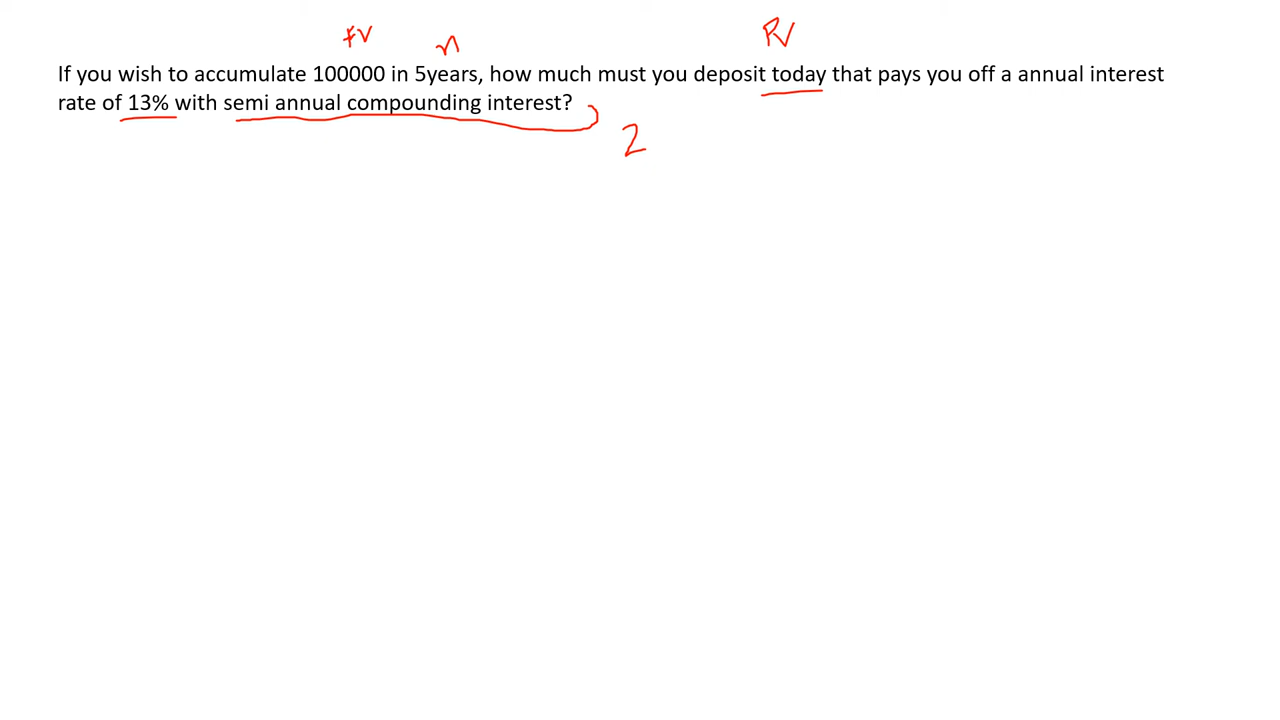 FV n PV
If you wish to accumulate 100000 in 5years, how much must you deposit today that pays you off a annual interest
rate of 13% with semi annual compounding interest?
2